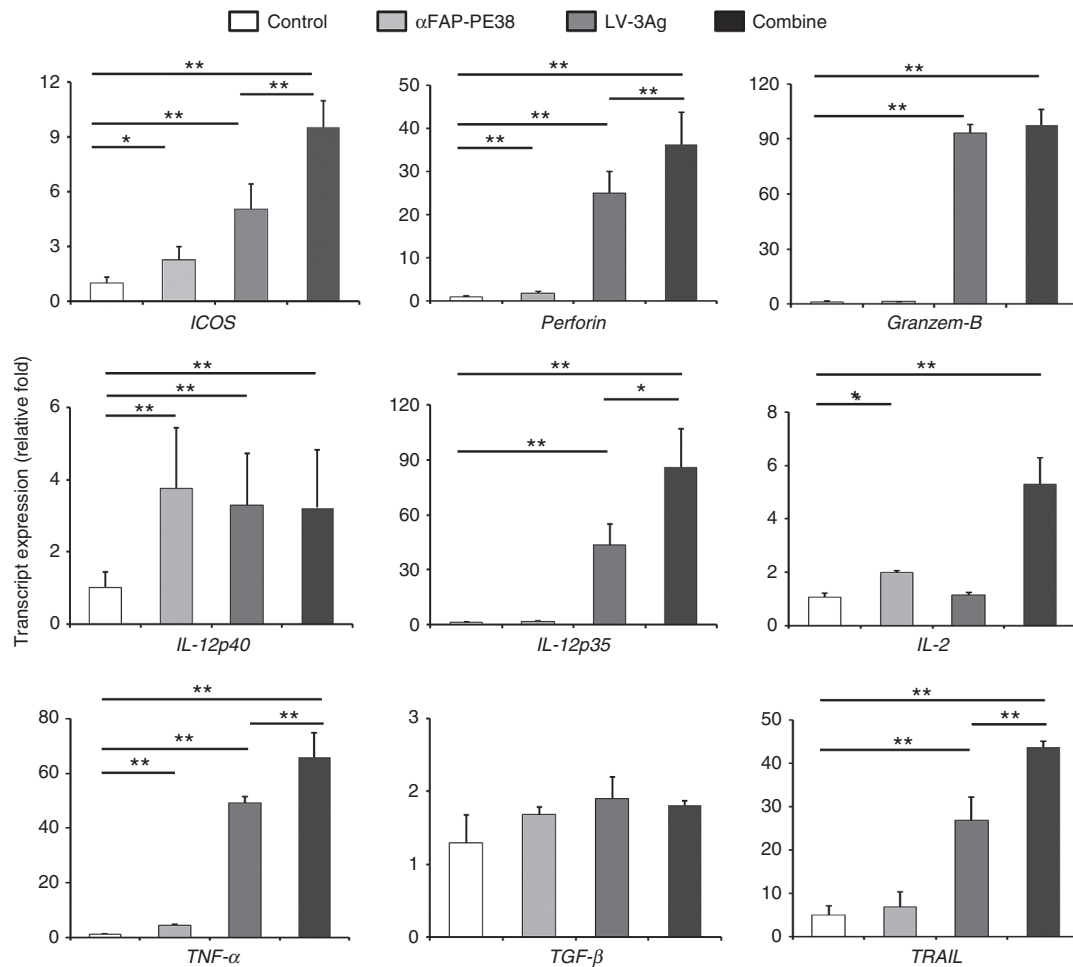 Control αFAP-PE38 LV-3Ag Combine
Transcript expression (relative fold)
** ** ** *
12
9
6
3
0
ICOS
** ** ** **
50
40
30
20
10
0
Perforin
** **
120
90
60
30
0
Granzem-B
** ** **
6
4
2
0
IL-12p40
** * **
120
90
60
30
0
IL-12p35
** **
8
6
4
2
0
IL-2
** ** ** **
80
60
40
20
0
TNF-α
3
2
1
0
TGF-β
** ** **
50
40
30
20
10
0
TRAIL